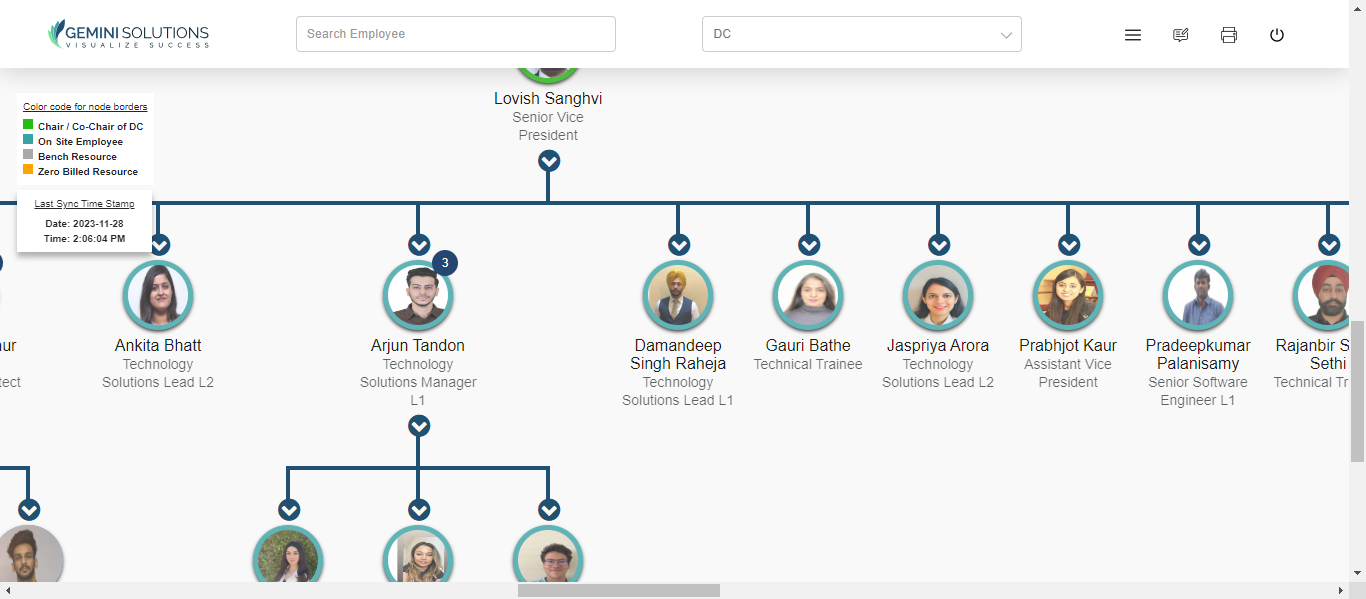 GEMINI SOLUTIONS
VISUALIZE SUCCESS
Search Employee
DC
Lovish Sanghvi
Senior Vice
President
Color code for node borders
Chair / Co-Chair of DC
On Site Employee
Bench Resource
Zero Billed Resource
Last Sync Time Stamp
Date: 2023-11-28
Time: 2:06:04 PM
3
ur
tect
Ankita Bhatt
Technology
Solutions Lead L2
Arjun Tandon
Technology
Solutions Manager
L1
Damandeep
Singh Raheja
Technology
Solutions Lead L1
Gauri Bathe
Technical Trainee
Jaspriya Arora
Technology
Solutions Lead L2
Prabhjot Kaur
Assistant Vice
President
Pradeepkumar
Palanisamy
Senior Software
Engineer L1
Rajanbir S
Sethi
Technical Tr